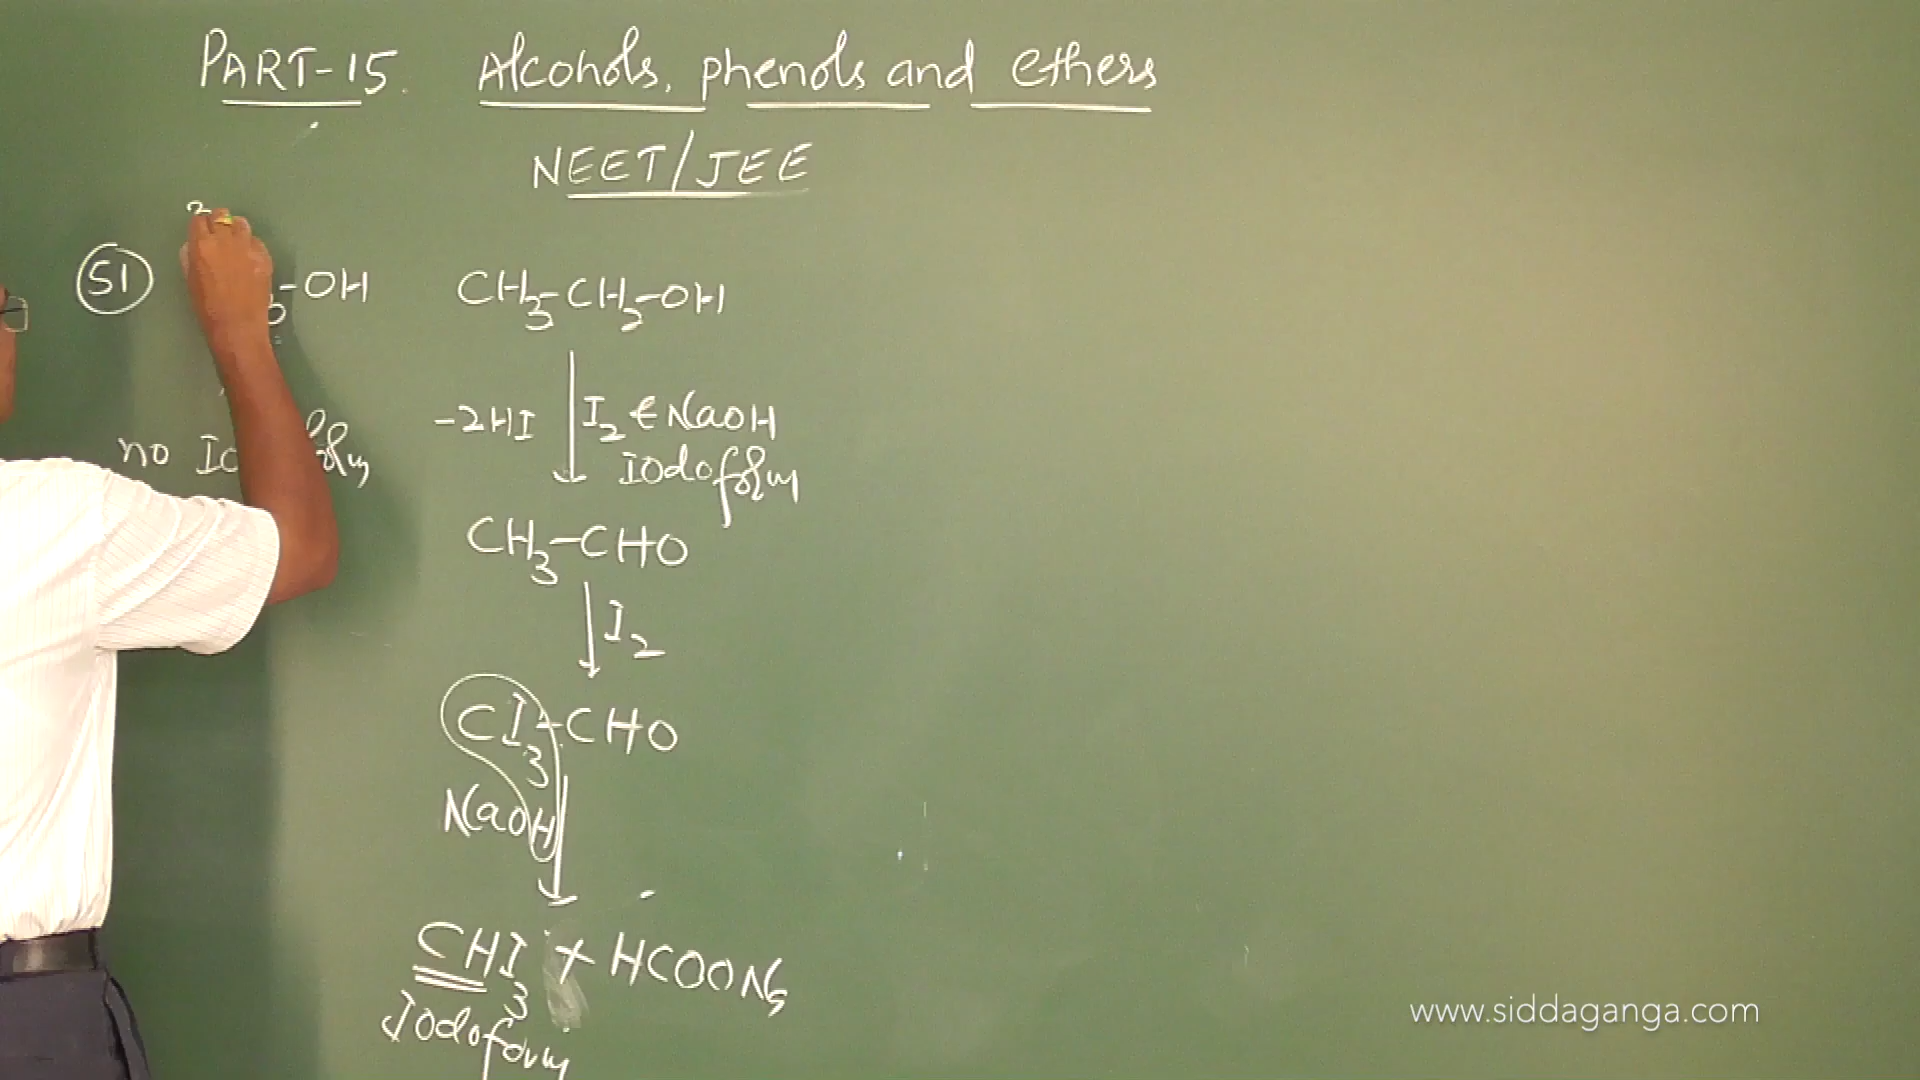 PART-15. Alcohols, phenols and ethers
NEET/JEE
51
-OH
CH3-CH2-OH
-2HI I2 € NaOH
Iodoform
no
CH3-CHO
I2
CI3-CHO
NaOH
CHI3 + HCOONa
Iodoform
www.siddaganga.com